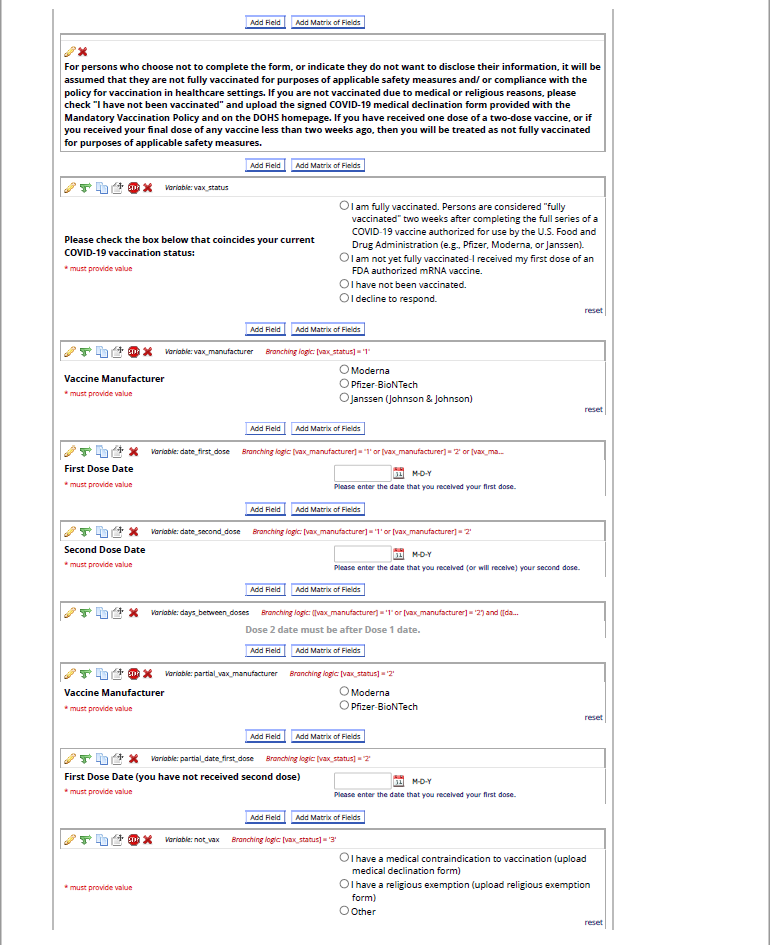 Add Field Add Matrix of Fields
For persons who choose not to complete the form, or indicate they do not want to disclose their information, it will be
assumed that they are not fully vaccinated for purposes of applicable safety measures and/ or compliance with the
policy for vaccination in healthcare settings. If you are not vaccinated due to medical or religious reasons, please
check "I have not been vaccinated" and upload the signed COVID-19 medical declination form provided with the
Mandatory Vaccination Policy and on the DOHS homepage. If you have received one dose of a two-dose vaccine, or if
you received your final dose of any vaccine less than two weeks ago, then you will be treated as not fully vaccinated
for purposes of applicable safety measures.
Add Field Add Matrix of Fields
STOP Variable: vax_status
Please check the box below that coincides your current
COVID-19 vaccination status:
* must provide value
I am fully vaccinated. Persons are considered "fully
vaccinated" two weeks after completing the full series of a
COVID-19 vaccine authorized for use by the U.S. Food and
Drug Administration (e.g., Pfizer, Moderna, or Janssen).
I am not yet fully vaccinated-I received my first dose of an
FDA authorized mRNA vaccine.
I have not been vaccinated.
I decline to respond.
reset
Add Field Add Matrix of Fields
STOP Variable: vax_manufacturer Branching logic: [vax_status] = '1'
Vaccine Manufacturer
* must provide value
Moderna
Pfizer-BioNTech
Janssen (Johnson & Johnson)
reset
Add Field Add Matrix of Fields
Variable: date_first_dose Branching logic: [vax_manufacturer] = '1' or [vax_manufacturer] = '2' or [vax_ma...
First Dose Date
* must provide value
31 M-D-Y
Please enter the date that you received your first dose.
Add Field Add Matrix of Fields
Variable: date_second_dose Branching logic: [vax_manufacturer] = '1' or [vax_manufacturer] = '2'
Second Dose Date
* must provide value
31 M-D-Y
Please enter the date that you received (or will receive) your second dose.
Add Field Add Matrix of Fields
Variable: days_between_doses Branching logic: ([vax_manufacturer] = '1' or [vax_manufacturer] = '2') and ([da...
Dose 2 date must be after Dose 1 date.
Add Field Add Matrix of Fields
STOP Variable: partial_vax_manufacturer Branching logic: [vax_status] = '2'
Vaccine Manufacturer
* must provide value
Moderna
Pfizer-BioNTech
reset
Add Field Add Matrix of Fields
Variable: partial_date_first_dose Branching logic: [vax_status] = '2'
First Dose Date (you have not received second dose)
* must provide value
31 M-D-Y
Please enter the date that you received your first dose.
Add Field Add Matrix of Fields
STOP Variable: not_vax Branching logic: [vax_status] = '3'
* must provide value
I have a medical contraindication to vaccination (upload
medical declination form)
I have a religious exemption (upload religious exemption
form)
Other
reset